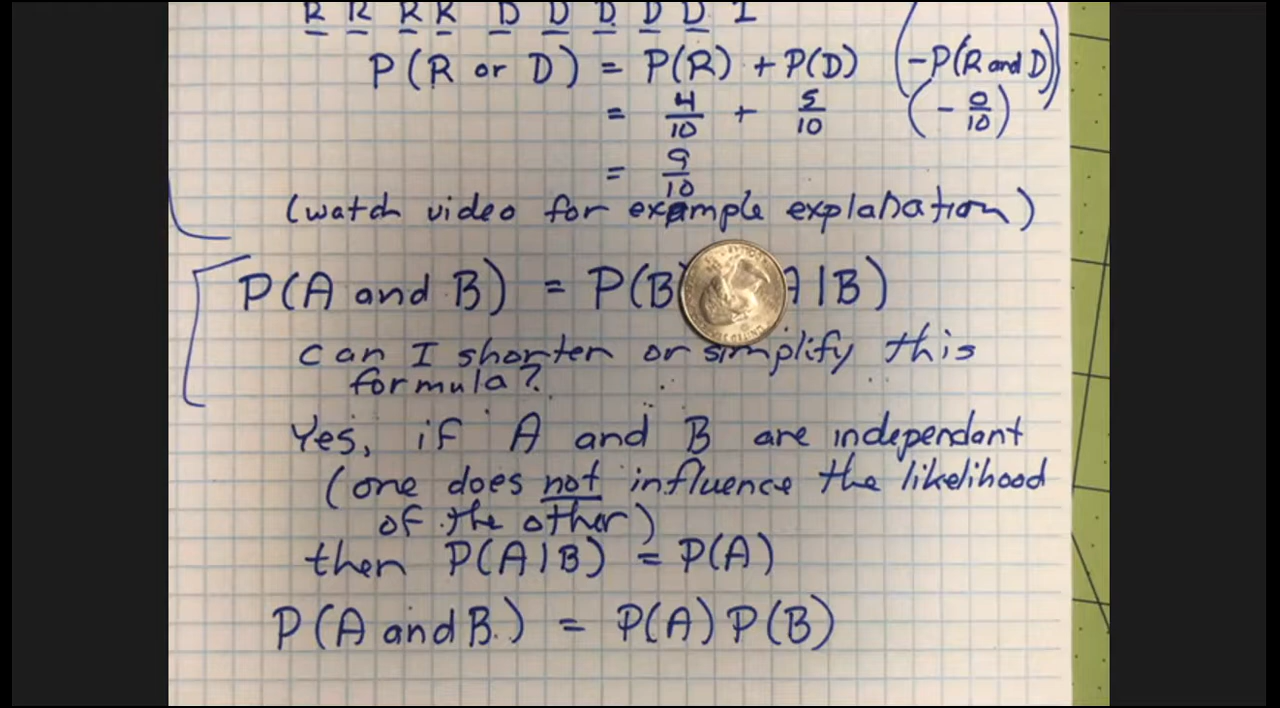 R R R R D D D D D I
P(R or D) = P(R) + P(D) (-P(R and D))
= 4/10 + 5/10 (- 0/10)
= 9/10
(watch video for example explanation)
P(A and B) = P(B) A|B)
can I shorten or simplify this
formula?
Yes, if A and B are independant
(one does not influence the likelihood
of the other)
then P(A|B) = P(A)
P(A and B) = P(A) P(B)